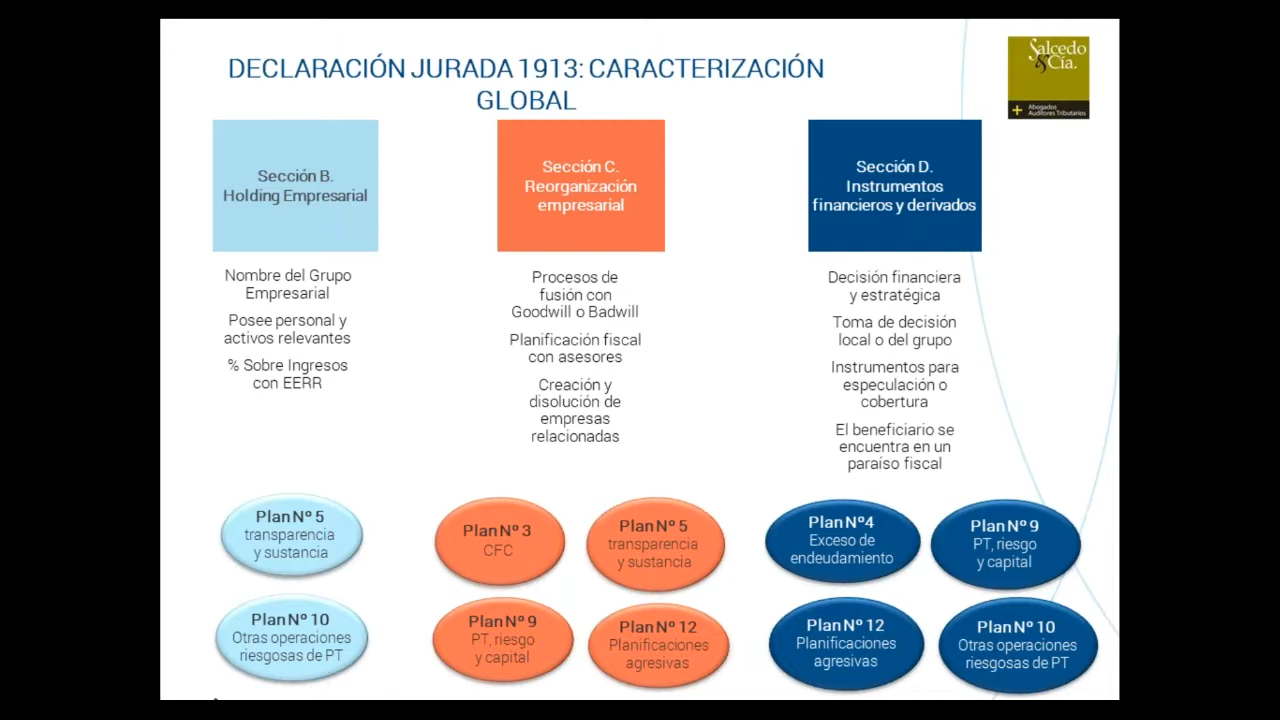 DECLARACIÓN JURADA 1913: CARACTERIZACIÓN
GLOBAL
Salcedo
& Cía.
+ Abogados
Auditores Tributarios
Sección B.
Holding Empresarial
Nombre del Grupo
Empresarial
Posee personal y
activos relevantes
% Sobre Ingresos
con EERR
Sección C.
Reorganización
empresarial
Procesos de
fusión con
Goodwill o Badwill
Planificación fiscal
con asesores
Creación y
disolución de
empresas
relacionadas
Sección D.
Instrumentos
financieros y derivados
Decisión financiera
y estratégica
Toma de decisión
local o del grupo
Instrumentos para
especulación o
cobertura
El beneficiario se
encuentra en un
paraíso fiscal
Plan Nº 5
transparencia
y sustancia
Plan Nº 10
Otras operaciones
riesgosas de PT
Plan Nº 3
CFC
Plan Nº 5
transparencia
y sustancia
Plan Nº 9
PT, riesgo
y capital
Plan Nº 12
Planificaciones
agresivas
Plan Nº4
Exceso de
endeudamiento
Plan Nº 9
PT, riesgo
y capital
Plan Nº 12
Planificaciones
agresivas
Plan Nº 10
Otras operaciones
riesgosas de PT